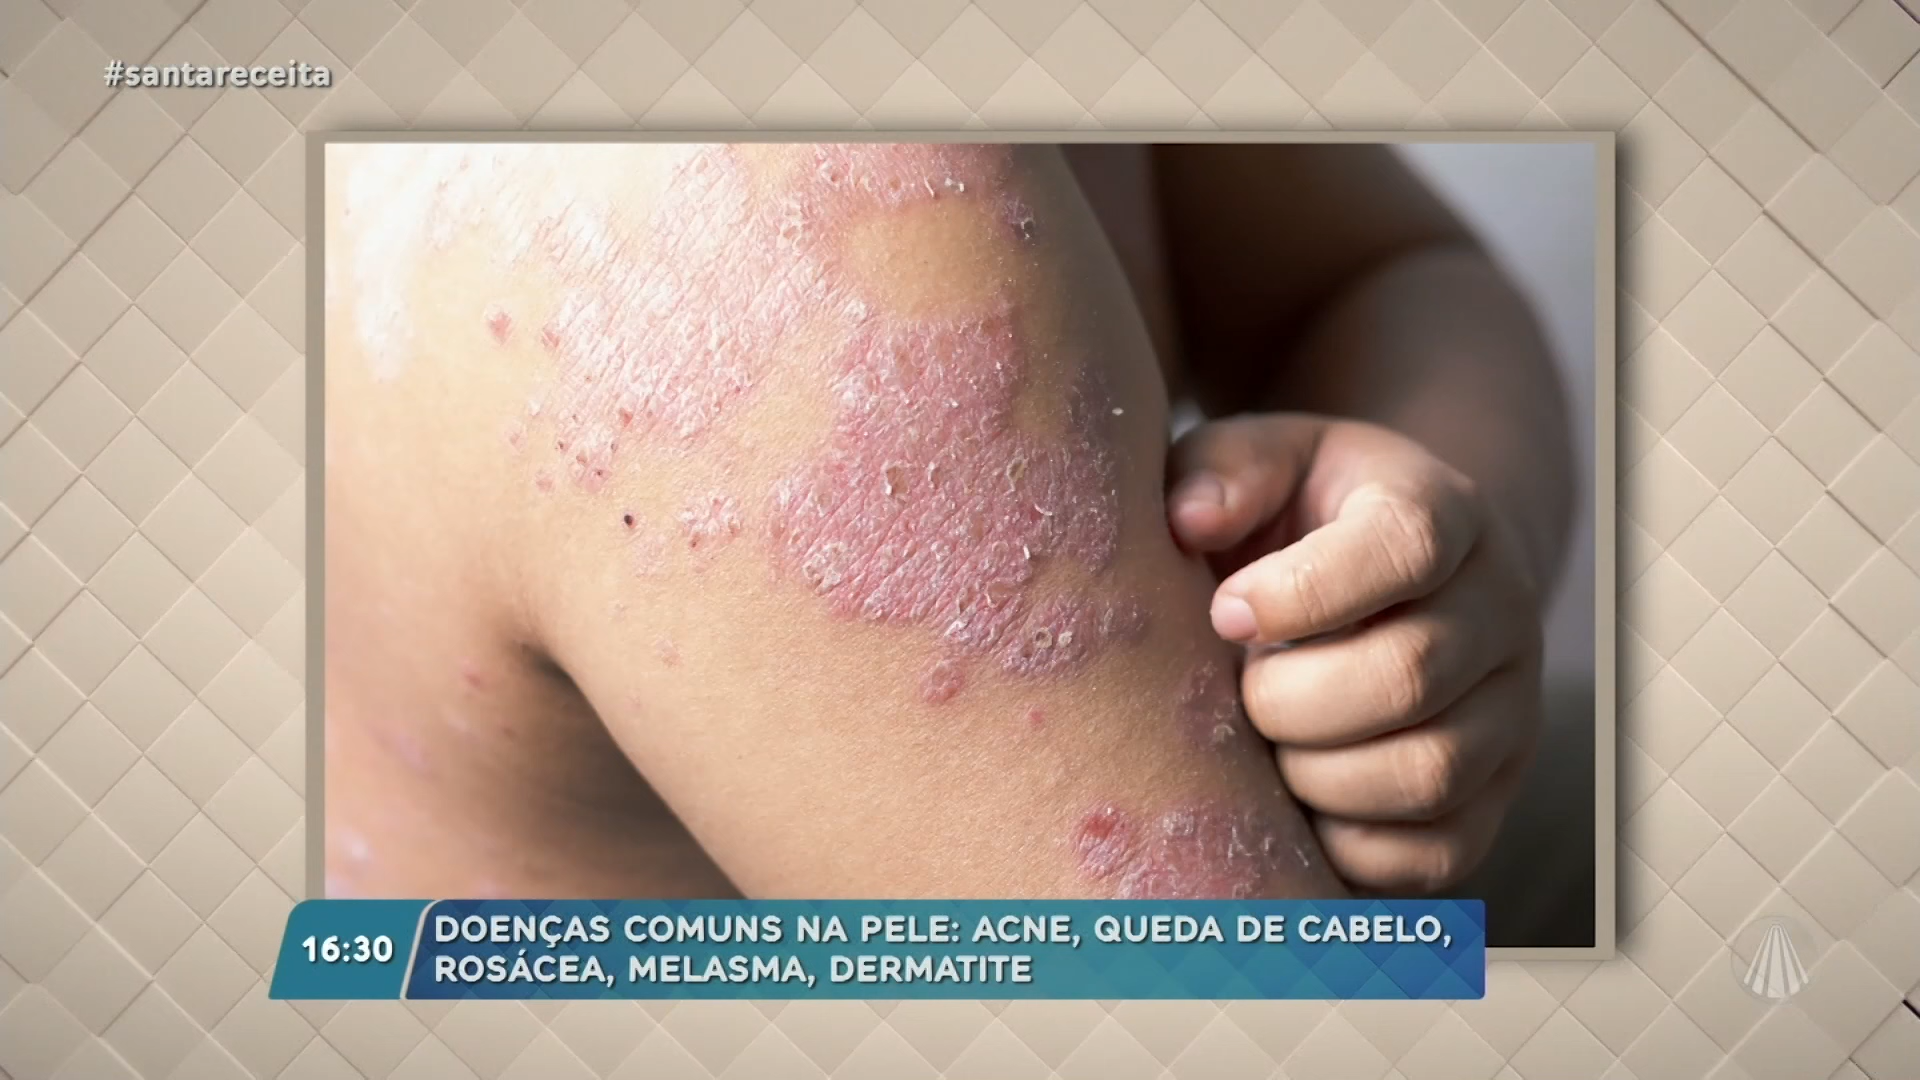 #santareceita
16:30
DOENÇAS COMUNS NA PELE: ACNE, QUEDA DE CABELO,
ROSÁCEA, MELASMA, DERMATITE